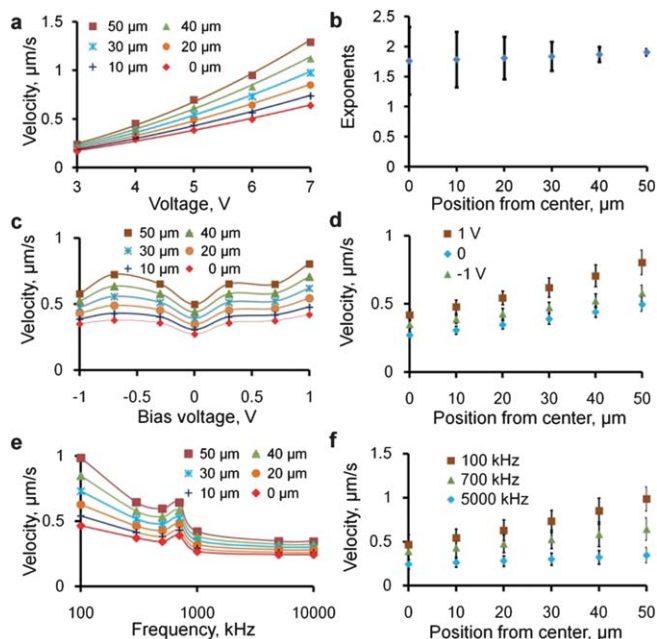 a
50 µm
40 µm
30 µm
20 µm
10 µm
0 µm
Velocity, µm/s
1.5
1
0.5
0
3
4
5
6
7
Voltage, V
b
Exponents
2.5
2
1.5
1
0.5
0
0
10
20
30
40
50
Position from center, µm
c
50 µm
40 µm
30 µm
20 µm
10 µm
0 µm
Velocity, µm/s
1
0.5
0
-1
-0.5
0
0.5
1
Bias voltage, V
d
1 V
0
-1 V
Velocity, µm/s
1
0.5
0
0
10
20
30
40
50
Position from center, µm
e
50 µm
40 µm
30 µm
20 µm
10 µm
0 µm
Velocity, µm/s
1
0.5
0
100
1000
10000
Frequency, kHz
f
100 kHz
700 kHz
5000 kHz
Velocity, µm/s
1.5
1
0.5
0
0
10
20
30
40
50
Position from center, µm